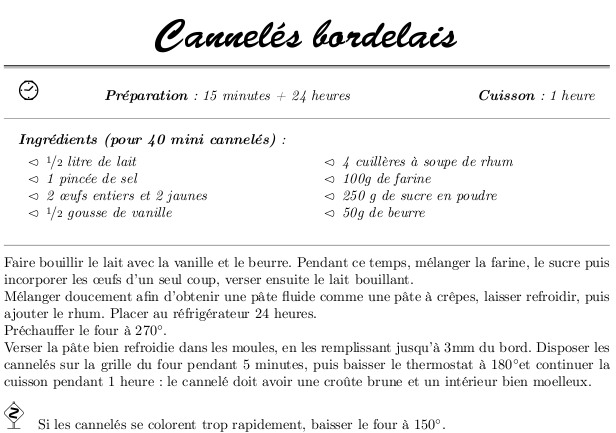 Cannelés bordelais
Préparation : 15 minutes + 24 heures
Cuisson : 1 heure
Ingrédients (pour 40 mini cannelés) :
1/2 litre de lait
1 pincée de sel
2 œufs entiers et 2 jaunes
1/2 gousse de vanille
4 cuillères à soupe de rhum
100g de farine
250 g de sucre en poudre
50g de beurre
Faire bouillir le lait avec la vanille et le beurre. Pendant ce temps, mélanger la farine, le sucre puis
incorporer les œufs d'un seul coup, verser ensuite le lait bouillant.
Mélanger doucement afin d'obtenir une pâte fluide comme une pâte à crêpes, laisser refroidir, puis
ajouter le rhum. Placer au réfrigérateur 24 heures.
Préchauffer le four à 270°.
Verser la pâte bien refroidie dans les moules, en les remplissant jusqu'à 3mm du bord. Disposer les
cannelés sur la grille du four pendant 5 minutes, puis baisser le thermostat à 180°et continuer la
cuisson pendant 1 heure : le cannelé doit avoir une croûte brune et un intérieur bien moelleux.
Si les cannelés se colorent trop rapidement, baisser le four à 150°.